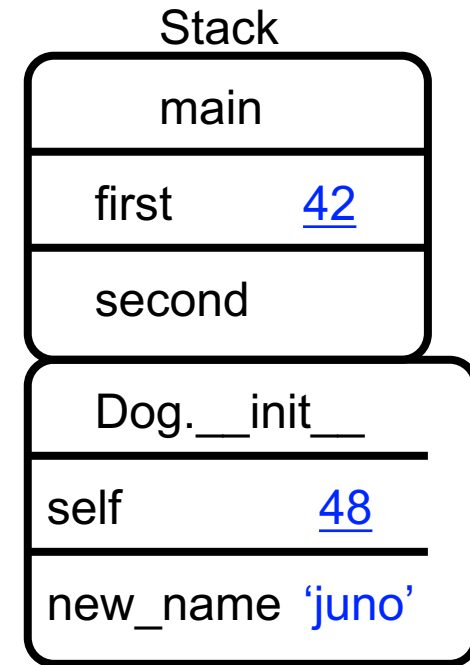 Stack
main
first 42
second
Dog.__init__
self 48
new_name ‘juno’